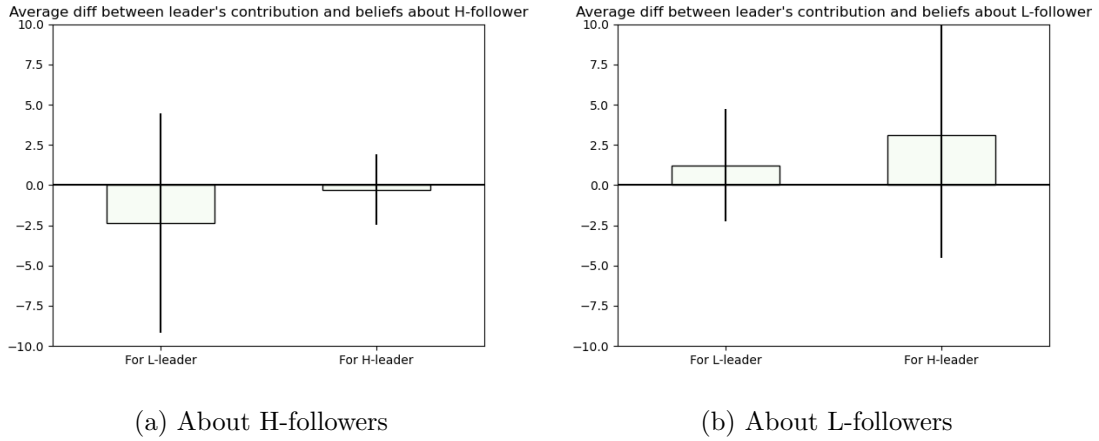 Average diff between leader's contribution and beliefs about H-follower
10.0
7.5
5.0
2.5
0.0
−2.5
−5.0
−7.5
−10.0
For L-leader
For H-leader
(a) About H-followers
Average diff between leader's contribution and beliefs about L-follower
10.0
7.5
5.0
2.5
0.0
−2.5
−5.0
−7.5
−10.0
For L-leader
For H-leader
(b) About L-followers